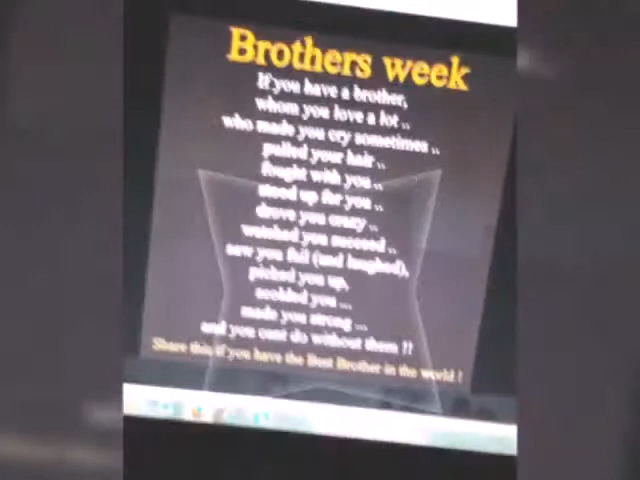 Brothers week
If you have a brother,
whom you love a lot ..
who made you cry sometimes ..
pulled your hair ..
fought with you ..
stood up for you ..
drove you crazy ..
watched you succeed ..
saw you fail (and laughed),
picked you up,
scolded you ...
made you strong ...
and you cant do without them !!
Share this if you have the Best Brother in the world !